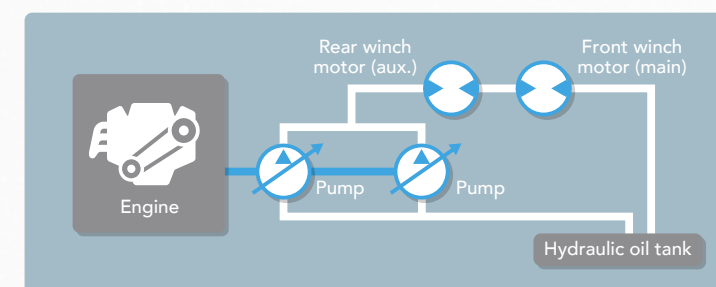 Rear winch
motor (aux.)
Front winch
motor (main)
Engine
Pump
Pump
Hydraulic oil tank